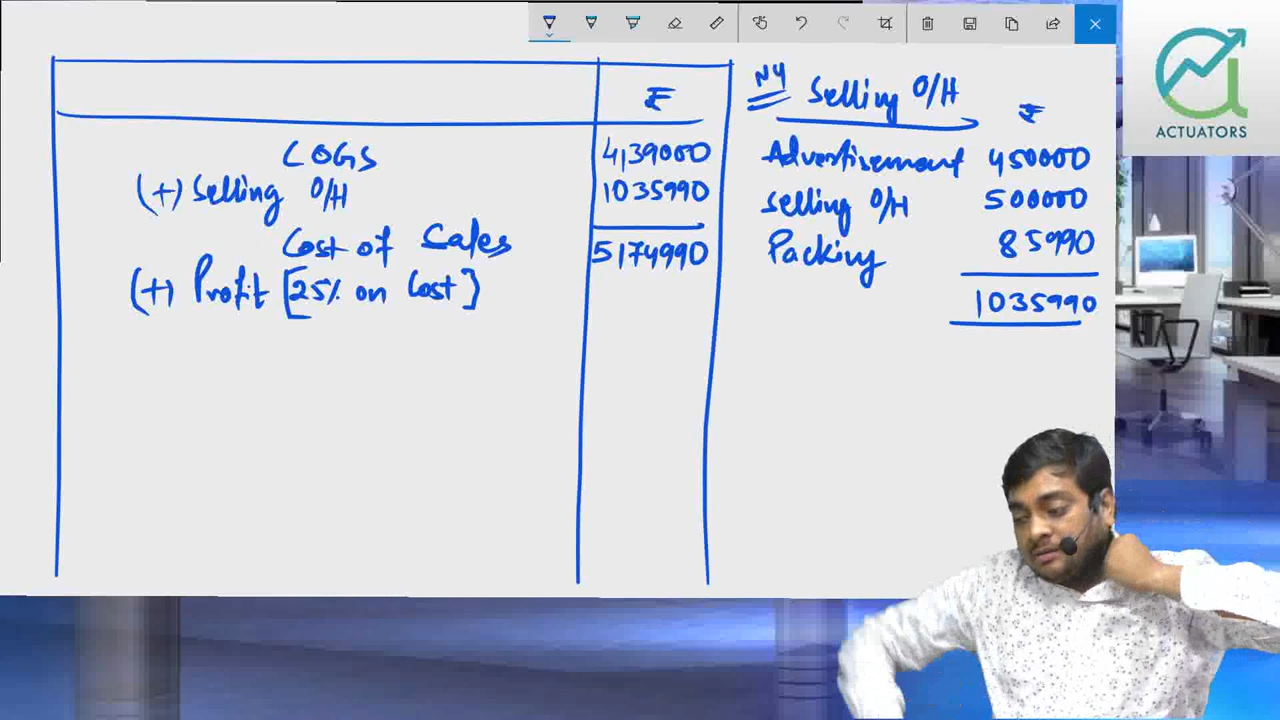 ₹
COGS 4139000
(+) Selling O/H 1035990
Cost of Sales 5174990
(+) Profit [25% on Cost]
N4 Selling O/H
₹
Advertisement 450000
Selling O/H 500000
Packing 85990
1035990
ACTUATORS